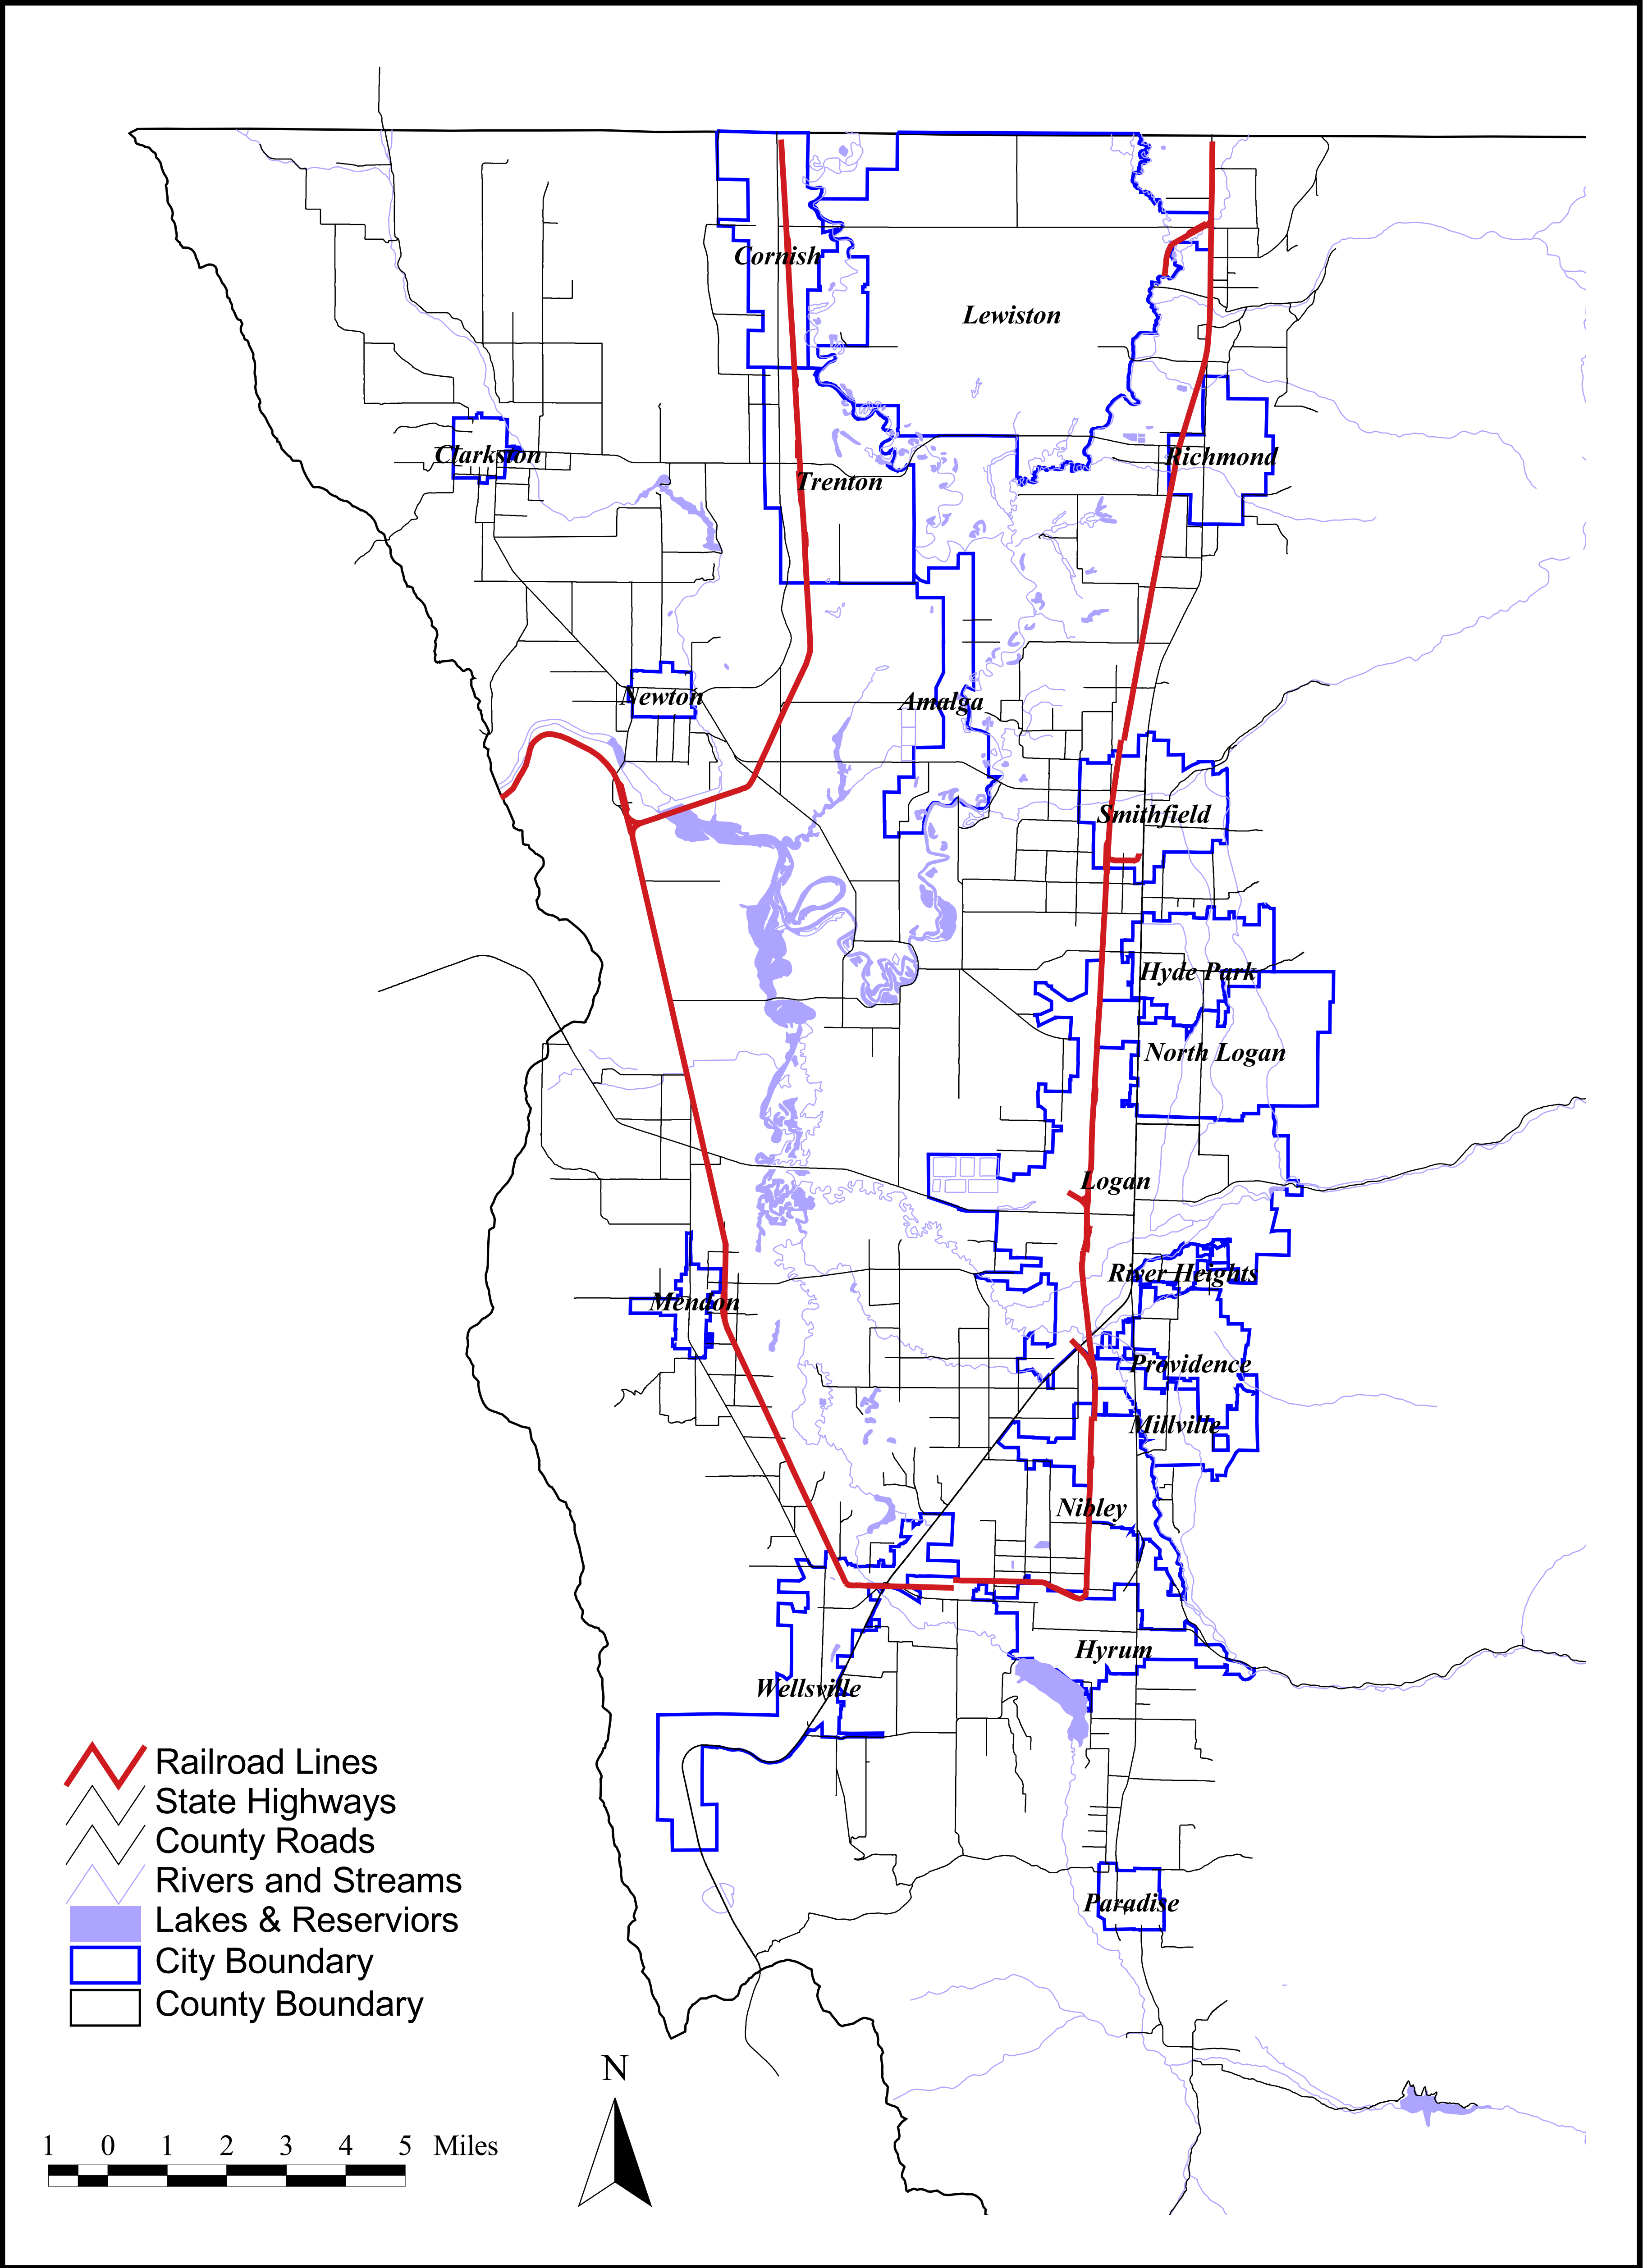 Cornish
Lewiston
Clarkston
Richmond
Trenton
Newton
Amalga
Smithfield
Hyde Park
North Logan
Logan
River Heights
Mendon
Providence
Millville
Nibley
Hyrum
Wellsville
Railroad Lines
State Highways
County Roads
Rivers and Streams
Lakes & Reserviors
City Boundary
County Boundary
Paradise
N
1 0 1 2 3 4 5 Miles